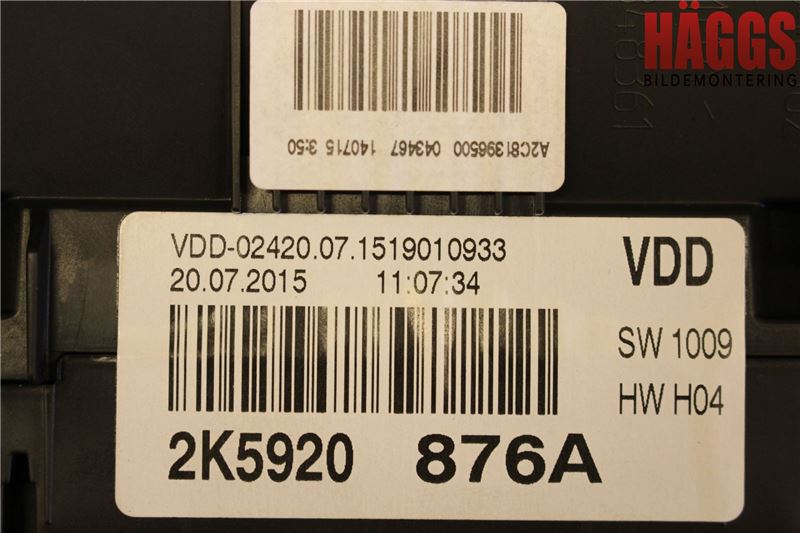 HÄGGS
BILDEMONTERING
A2C81396500 043467 140715 3:50
VDD-02420.07.1519010933
20.07.2015 11:07:34
VDD
SW 1009
HW H04
2K5920 876A